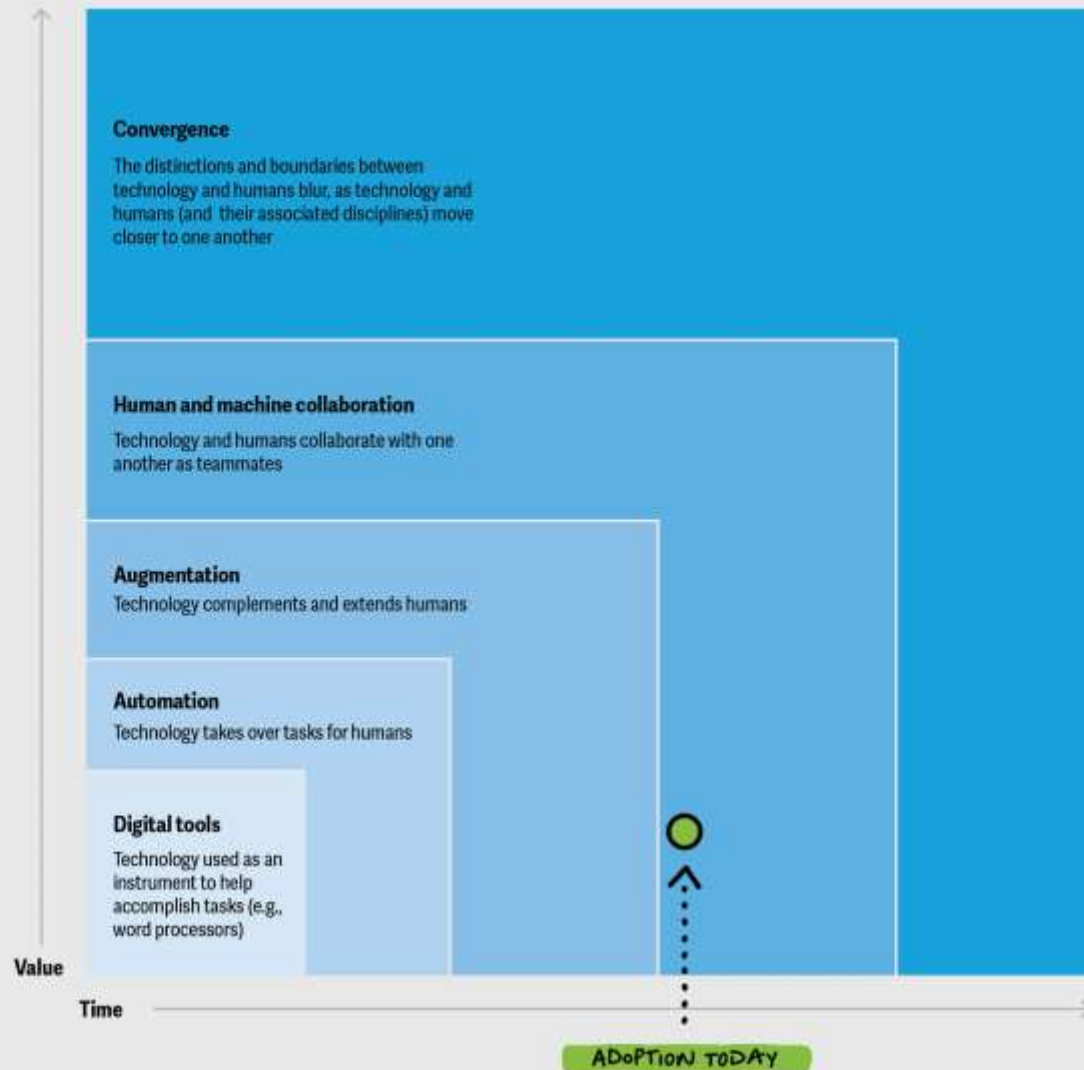 Convergence
The distinctions and boundaries between
technology and humans blur, as technology and
humans (and their associated disciplines) move
closer to one another
Human and machine collaboration
Technology and humans collaborate with one
another as teammates
Augmentation
Technology complements and extends humans
Automation
Technology takes over tasks for humans
Digital tools
Technology used as an
instrument to help
accomplish tasks (e.g.,
word processors)
Value
Time
ADOPTION TODAY